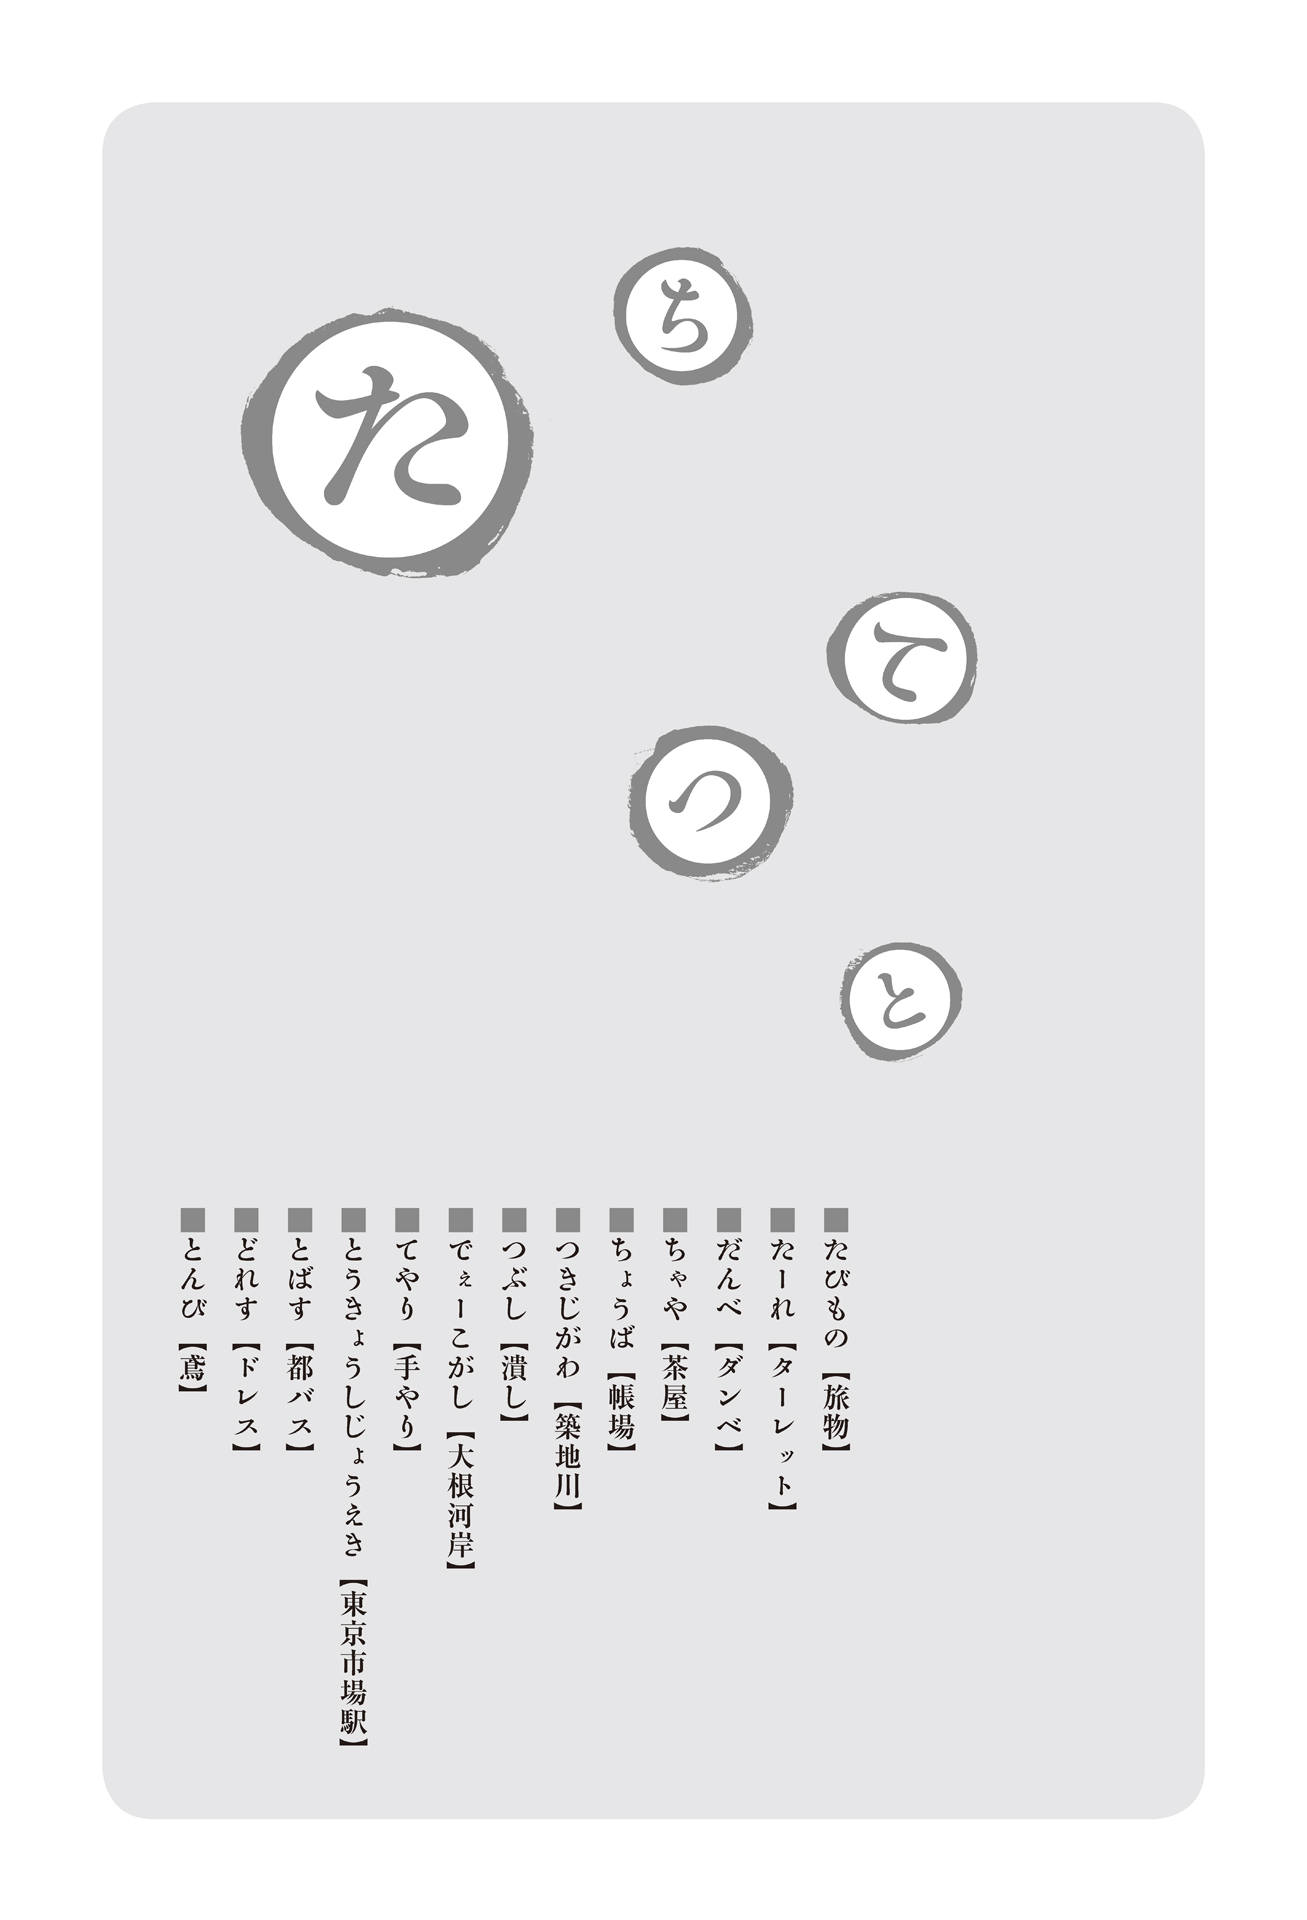 た
ち
つ
て
と
■たびもの【旅物】
■たーれ【ターレット】
■だんべ【ダンベ】
■ちゃや【茶屋】
■ちょうば【帳場】
■つきじがわ【築地川】
■つぶし【潰し】
■でぇーこがし【大根河岸】
■てやり【手やり】
■とうきょうしじょうえき【東京市場駅】
■とばす【都バス】
■どれす【ドレス】
■とんび【鳶】